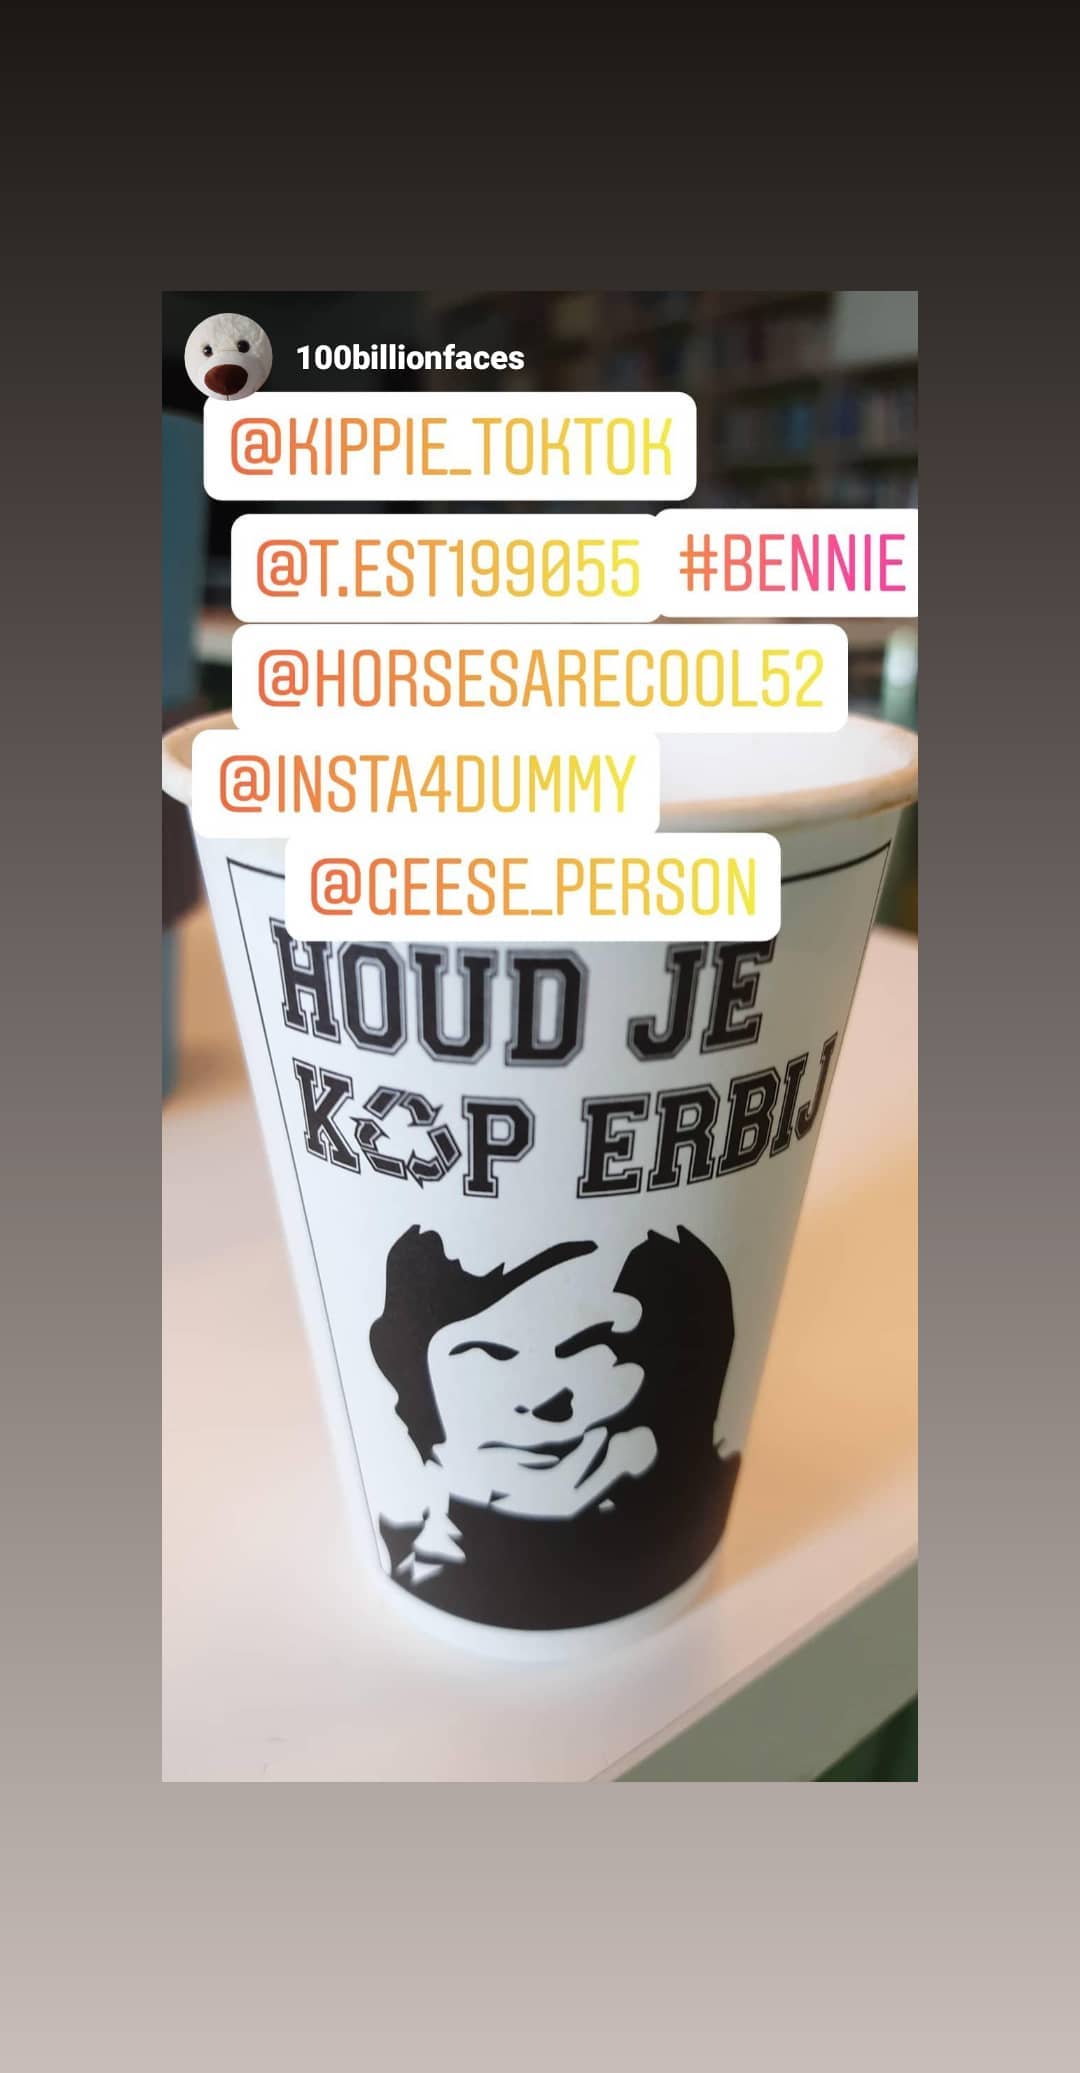 100billionfaces
@KIPPIE_TOKTOK
@T.EST199055 #BENNIE
@HORSESARECOOL52
@INSTA4DUMMY
@GEESE_PERSON
HOUD JE
KOP ERBIJ